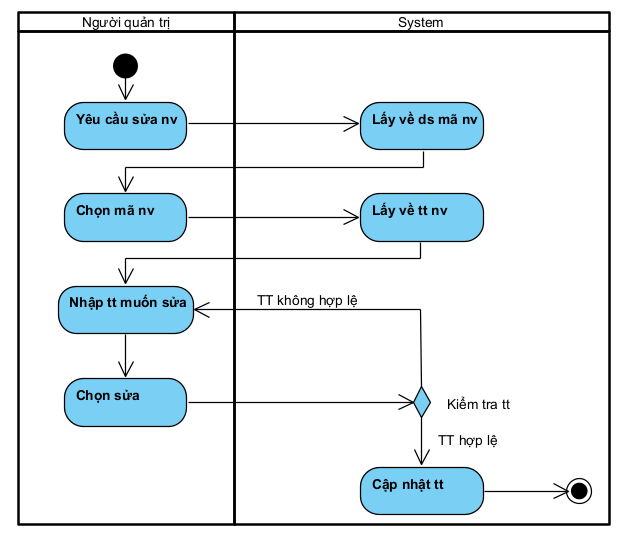 Người quản trị
System
Yêu cầu sửa nv
Lấy về ds mã nv
Chọn mã nv
Lấy về tt nv
Nhập tt muốn sửa
TT không hợp lệ
Chọn sửa
Kiểm tra tt
TT hợp lệ
Cập nhật tt